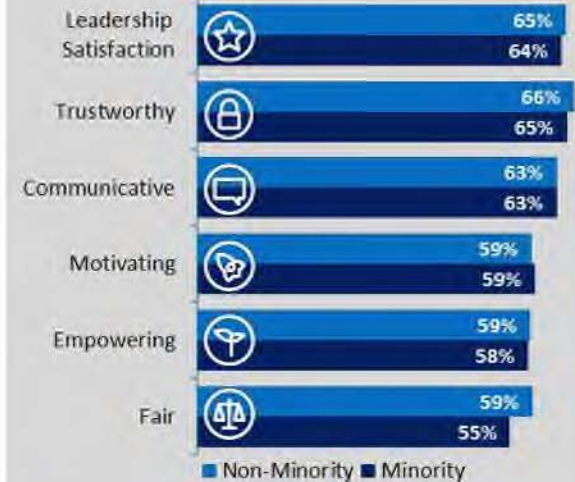 Leadership
Satisfaction
65%
64%
Trustworthy
66%
65%
Communicative
63%
63%
Motivating
59%
59%
Empowering
59%
58%
Fair
59%
55%
Non-Minority Minority